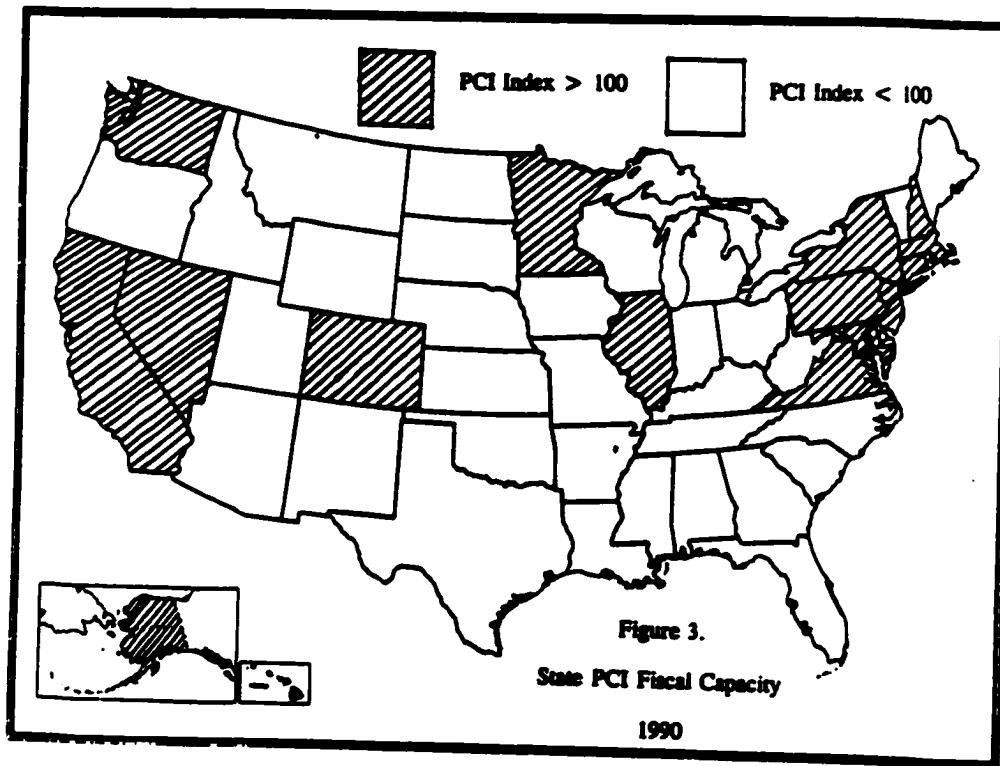 PCI Index > 100
PCI Index < 100
Figure 3.
State PCI Fiscal Capacity
1990